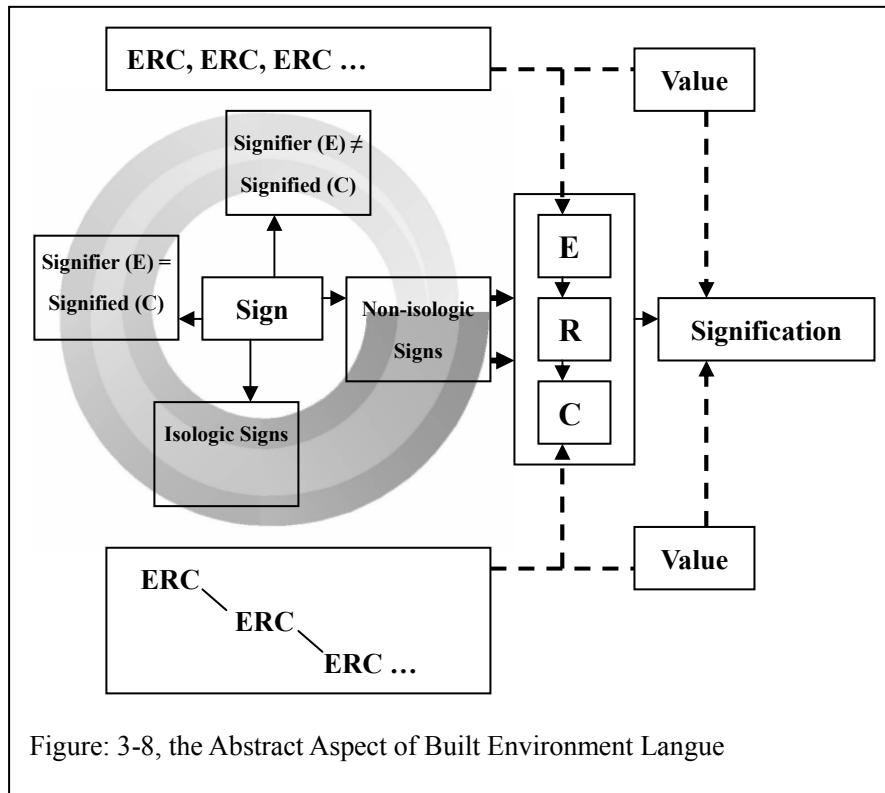 ERC, ERC, ERC …
Value
Signifier (E) ≠
Signified (C)
Signifier (E) =
Signified (C)
Sign
Non-isologic
Signs
Isologic Signs
E
R
C
Signification
Value
ERC
ERC
ERC …
Figure: 3-8, the Abstract Aspect of Built Environment Langue